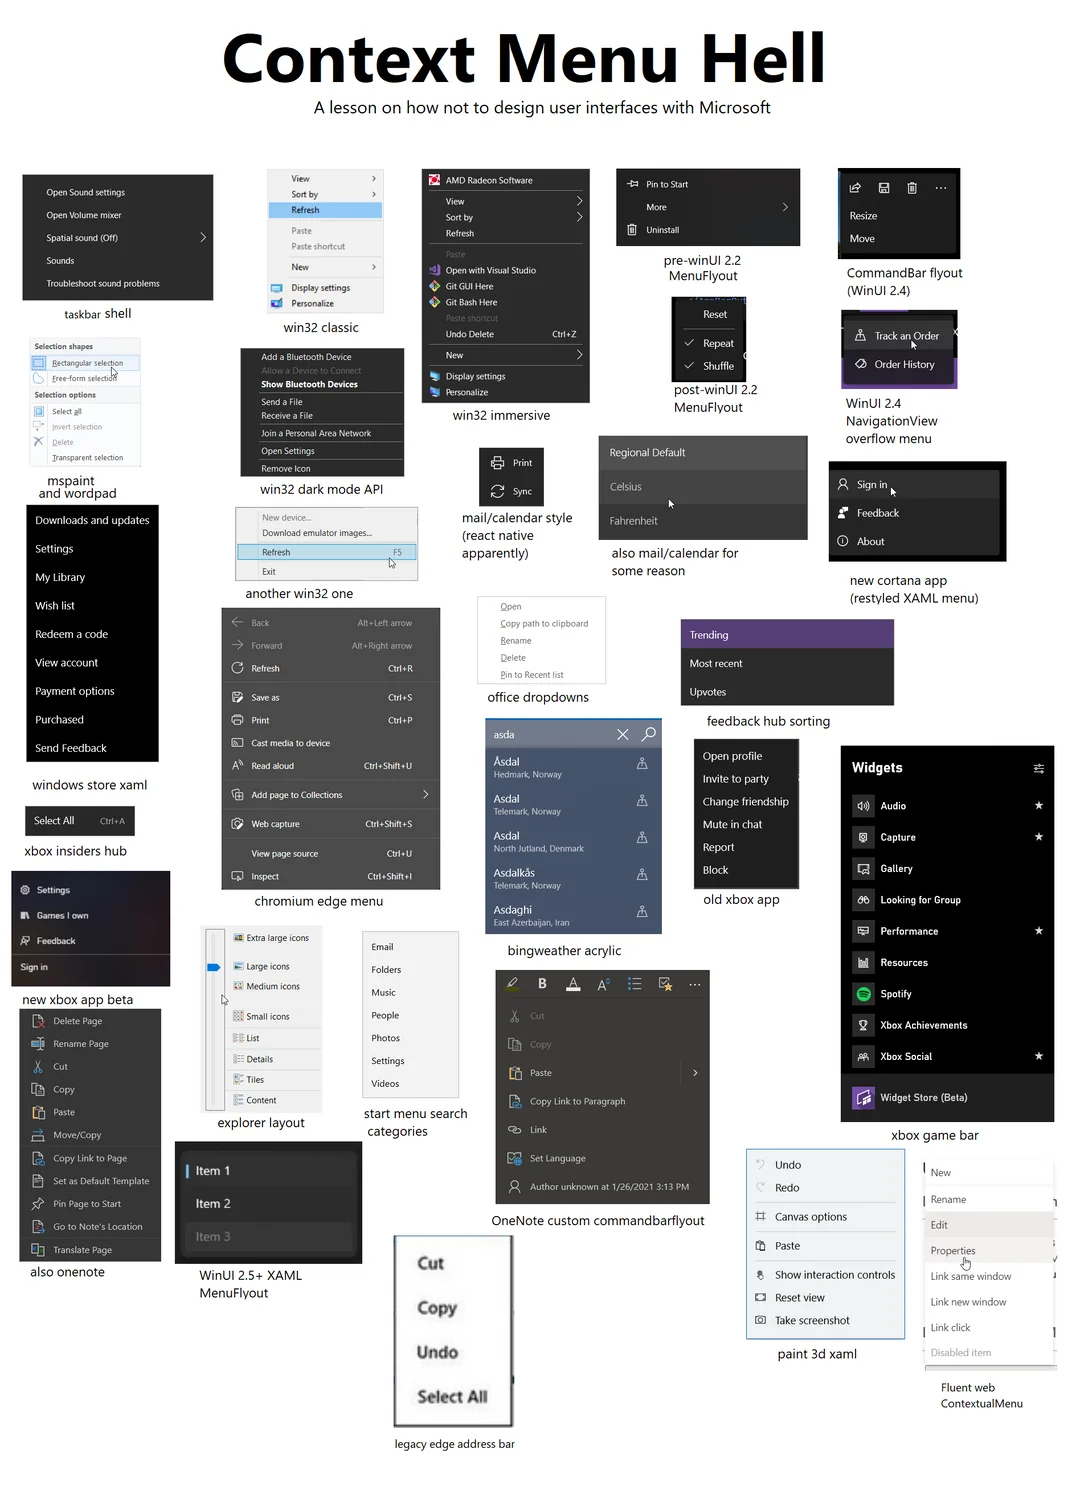 Context Menu Hell
A lesson on how not to design user interfaces with Microsoft
Open Sound settings
Open Volume mixer
Spatial sound (Off)
Sounds
Troubleshoot sound problems
taskbar shell
View
Sort by
Refresh
Paste
Paste shortcut
New
Display settings
Personalize
win32 classic
AMD Radeon Software
View
Sort by
Refresh
Paste
Open with Visual Studio
Git GUI Here
Git Bash Here
Paste shortcut
Undo Delete Ctrl+Z
New
Display settings
Personalize
win32 immersive
Pin to Start
More
Uninstall
pre-winUI 2.2
MenuFlyout
Resize
Move
CommandBar flyout
(WinUI 2.4)
Reset
Repeat
Shuffle
post-winUI 2.2
MenuFlyout
Track an Order
Order History
WinUI 2.4
NavigationView
overflow menu
Selection shapes
Rectangular selection
Free-form selection
Selection options
Select all
Invert selection
Delete
Transparent selection
mspaint
and wordpad
Add a Bluetooth Device
Allow a Device to Connect
Show Bluetooth Devices
Send a File
Receive a File
Join a Personal Area Network
Open Settings
Remove Icon
win32 dark mode API
Print
Sync
mail/calendar style
(react native
apparently)
Regional Default
Celsius
Fahrenheit
also mail/calendar for
some reason
Sign in
Feedback
About
new cortana app
(restyled XAML menu)
Downloads and updates
Settings
My Library
Wish list
Redeem a code
View account
Payment options
Purchased
Send Feedback
windows store xaml
New device...
Download emulator images...
Refresh F5
Exit
another win32 one
Back Alt+Left arrow
Forward Alt+Right arrow
Refresh Ctrl+R
Save as Ctrl+S
Print Ctrl+P
Cast media to device
Read aloud Ctrl+Shift+U
Add page to Collections
Web capture Ctrl+Shift+S
View page source Ctrl+U
Inspect Ctrl+Shift+I
chromium edge menu
Open
Copy path to clipboard
Rename
Delete
Pin to Recent list
office dropdowns
Trending
Most recent
Upvotes
feedback hub sorting
asda
Åsdal
Hedmark, Norway
Asdal
Telemark, Norway
Asdal
North Jutland, Denmark
Asdalkås
Telemark, Norway
Asdaghi
East Azerbaijan, Iran
bingweather acrylic
Open profile
Invite to party
Change friendship
Mute in chat
Report
Block
old xbox app
Widgets
Audio
Capture
Gallery
Looking for Group
Performance
Resources
Spotify
Xbox Achievements
Xbox Social
Widget Store (Beta)
xbox game bar
Select All Ctrl+A
xbox insiders hub
Settings
Games I own
Feedback
Sign in
new xbox app beta
Extra large icons
Large icons
Medium icons
Small icons
List
Details
Tiles
Content
explorer layout
Email
Folders
Music
People
Photos
Settings
Videos
start menu search
categories
B A A
Cut
Copy
Paste
Copy Link to Paragraph
Link
Set Language
Author unknown at 1/26/2021 3:13 PM
OneNote custom commandbarflyout
Delete Page
Rename Page
Cut
Copy
Paste
Move/Copy
Copy Link to Page
Set as Default Template
Pin Page to Start
Go to Note's Location
Translate Page
also onenote
Item 1
Item 2
Item 3
WinUI 2.5+ XAML
MenuFlyout
Cut
Copy
Undo
Select All
legacy edge address bar
Undo
Redo
Canvas options
Paste
Show interaction controls
Reset view
Take screenshot
paint 3d xaml
New
Rename
Edit
Properties
Link same window
Link new window
Link click
Disabled item
Fluent web
ContextualMenu